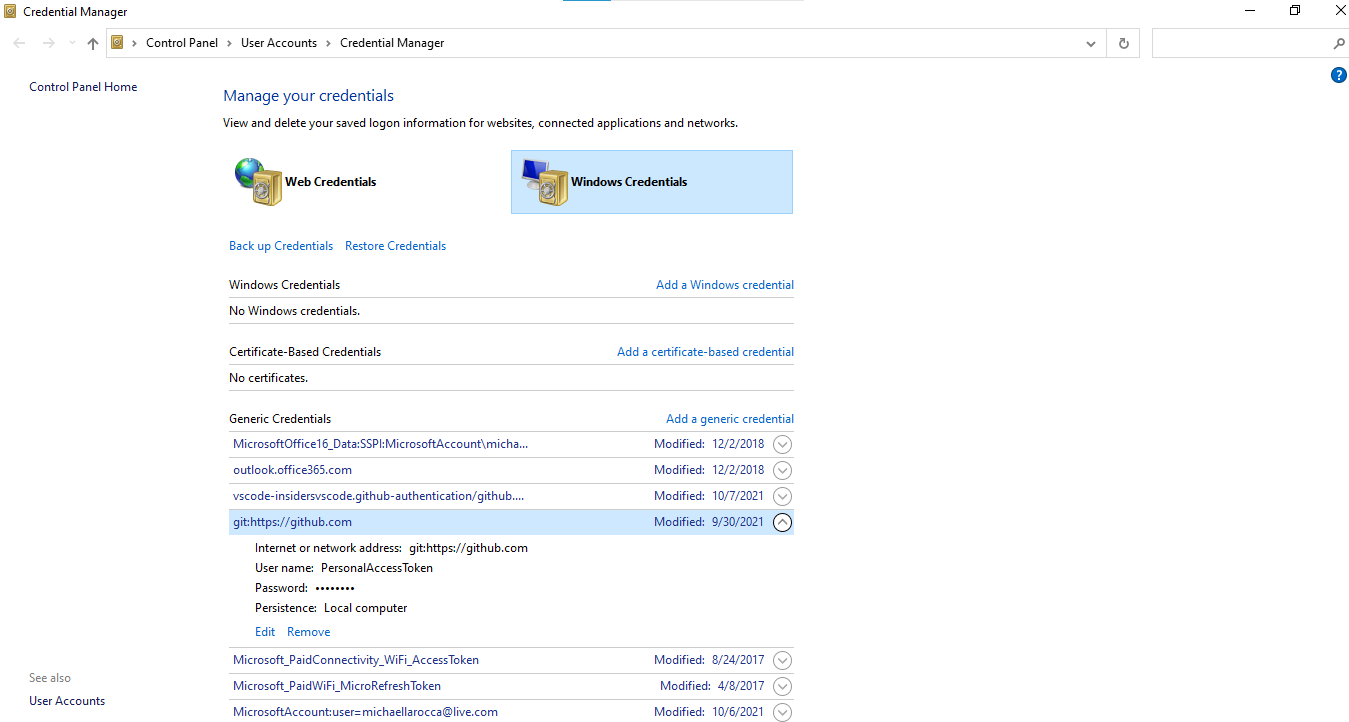 Credential Manager
Control Panel > User Accounts > Credential Manager
Control Panel Home
Manage your credentials
View and delete your saved logon information for websites, connected applications and networks.
Web Credentials
Windows Credentials
Back up Credentials Restore Credentials
Windows Credentials Add a Windows credential
No Windows credentials.
Certificate-Based Credentials Add a certificate-based credential
No certificates.
Generic Credentials Add a generic credential
MicrosoftOffice16_Data:SSPI:MicrosoftAccount\micha... Modified: 12/2/2018
outlook.office365.com Modified: 12/2/2018
vscode-insidersvscode.github-authentication/github.... Modified: 10/7/2021
git:https://github.com Modified: 9/30/2021
Internet or network address: git:https://github.com
User name: PersonalAccessToken
Password: ••••••••
Persistence: Local computer
Edit Remove
Microsoft_PaidConnectivity_WiFi_AccessToken Modified: 8/24/2017
Microsoft_PaidWiFi_MicroRefreshToken Modified: 4/8/2017
MicrosoftAccount:user=michaellarocca@live.com Modified: 10/6/2021
See also
User Accounts
?